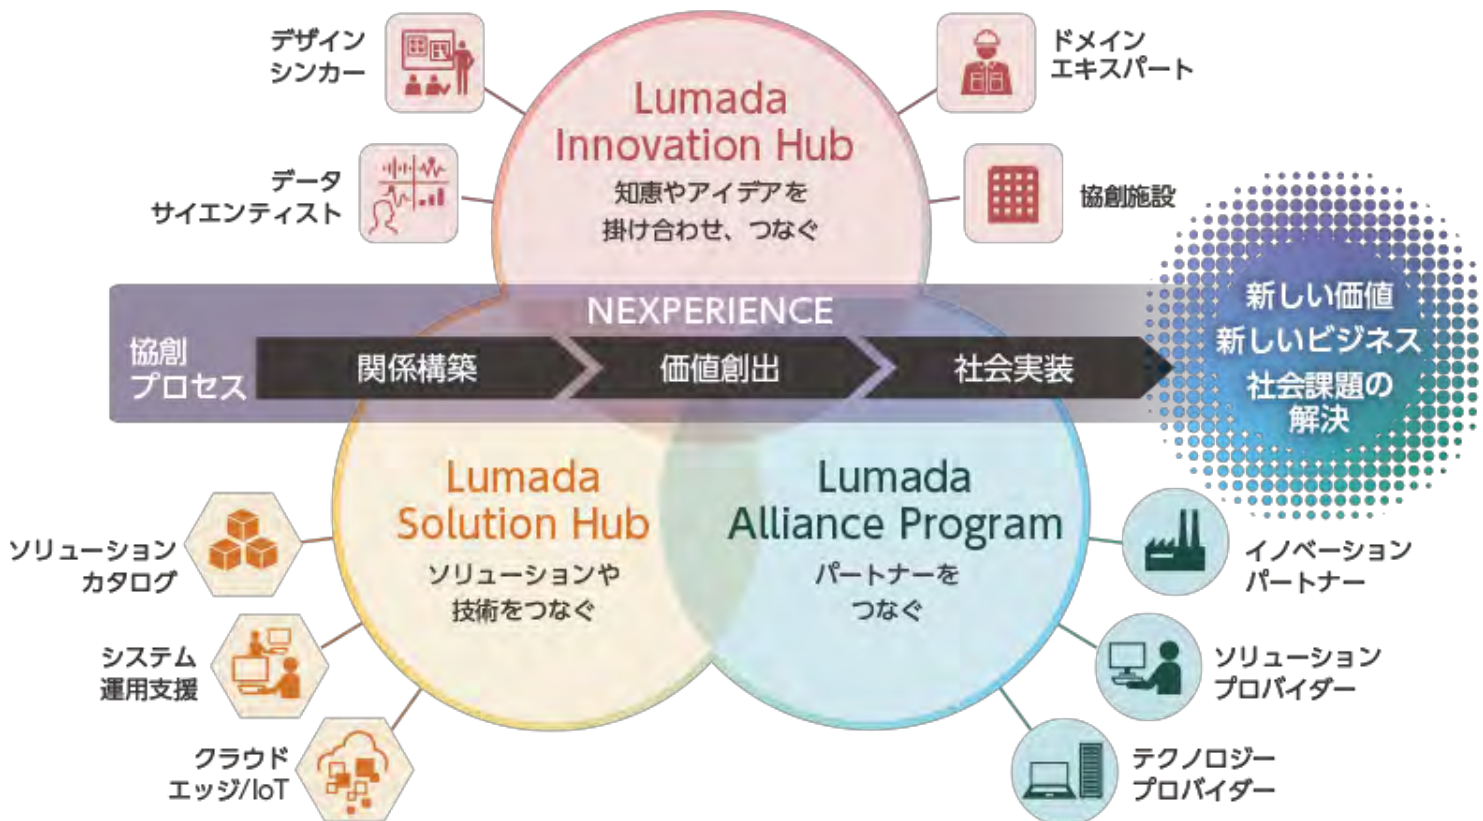 デザイン
シンカー
ドメイン
エキスパート
Lumada
Innovation Hub
知恵やアイデアを
掛け合わせ、つなぐ
データ
サイエンティスト
協創施設
NEXPERIENCE
協創
プロセス
関係構築
価値創出
社会実装
新しい価値
新しいビジネス
社会課題の
解決
Lumada
Solution Hub
ソリューションや
技術をつなぐ
Lumada
Alliance Program
パートナーを
つなぐ
ソリューション
カタログ
システム
運用支援
クラウド
エッジ/IoT
イノベーション
パートナー
ソリューション
プロバイダー
テクノロジー
プロバイダー